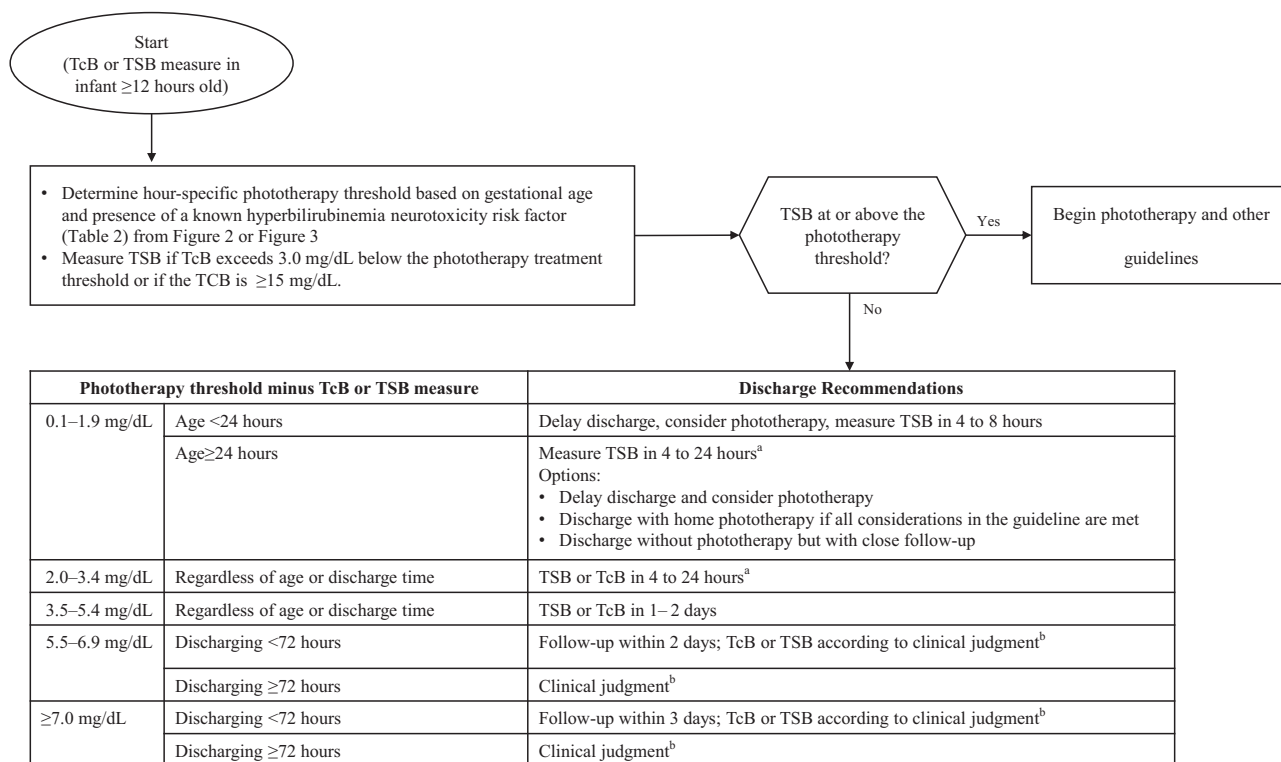 Start
(TcB or TSB measure in
infant ≥12 hours old)
• Determine hour-specific phototherapy threshold based on gestational age
and presence of a known hyperbilirubinemia neurotoxicity risk factor
(Table 2) from Figure 2 or Figure 3
• Measure TSB if TcB exceeds 3.0 mg/dL below the phototherapy treatment
threshold or if the TCB is ≥15 mg/dL.
TSB at or above the
phototherapy
threshold?
Yes
Begin phototherapy and other
guidelines
No
Phototherapy threshold minus TcB or TSB measure
Discharge Recommendations
0.1–1.9 mg/dL
Age <24 hours
Delay discharge, consider phototherapy, measure TSB in 4 to 8 hours
Age≥24 hours
Measure TSB in 4 to 24 hoursᵃ
Options:
• Delay discharge and consider phototherapy
• Discharge with home phototherapy if all considerations in the guideline are met
• Discharge without phototherapy but with close follow-up
2.0–3.4 mg/dL
Regardless of age or discharge time
TSB or TcB in 4 to 24 hoursᵃ
3.5–5.4 mg/dL
Regardless of age or discharge time
TSB or TcB in 1– 2 days
5.5–6.9 mg/dL
Discharging <72 hours
Follow-up within 2 days; TcB or TSB according to clinical judgmentᵇ
Discharging ≥72 hours
Clinical judgmentᵇ
≥7.0 mg/dL
Discharging <72 hours
Follow-up within 3 days; TcB or TSB according to clinical judgmentᵇ
Discharging ≥72 hours
Clinical judgmentᵇ